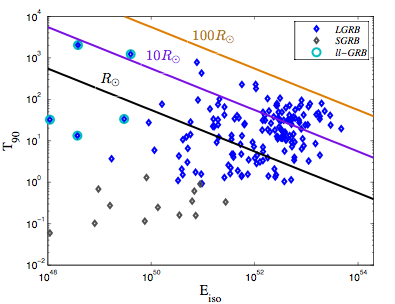 10⁴
10³
10²
10¹
10⁰
10⁻¹
10⁻²
T₉₀
100R☉
10R☉
R☉
LGRB
SGRB
ll−GRB
10⁴⁸
10⁵⁰
10⁵²
10⁵⁴
E_iso